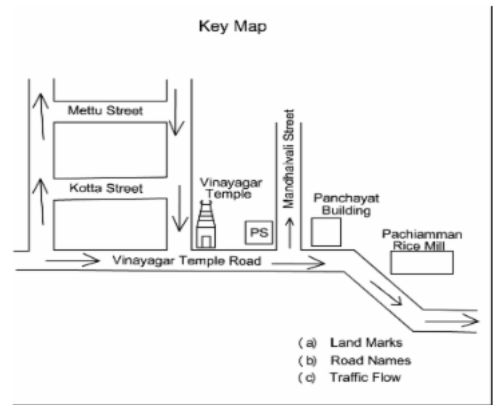 Key Map
Mettu Street
Kotta Street
Vinayagar
Temple
PS
Mandhaivali Street
Panchayat
Building
Pachiamman
Rice Mill
Vinayagar Temple Road
(a) Land Marks
(b) Road Names
(c) Traffic Flow